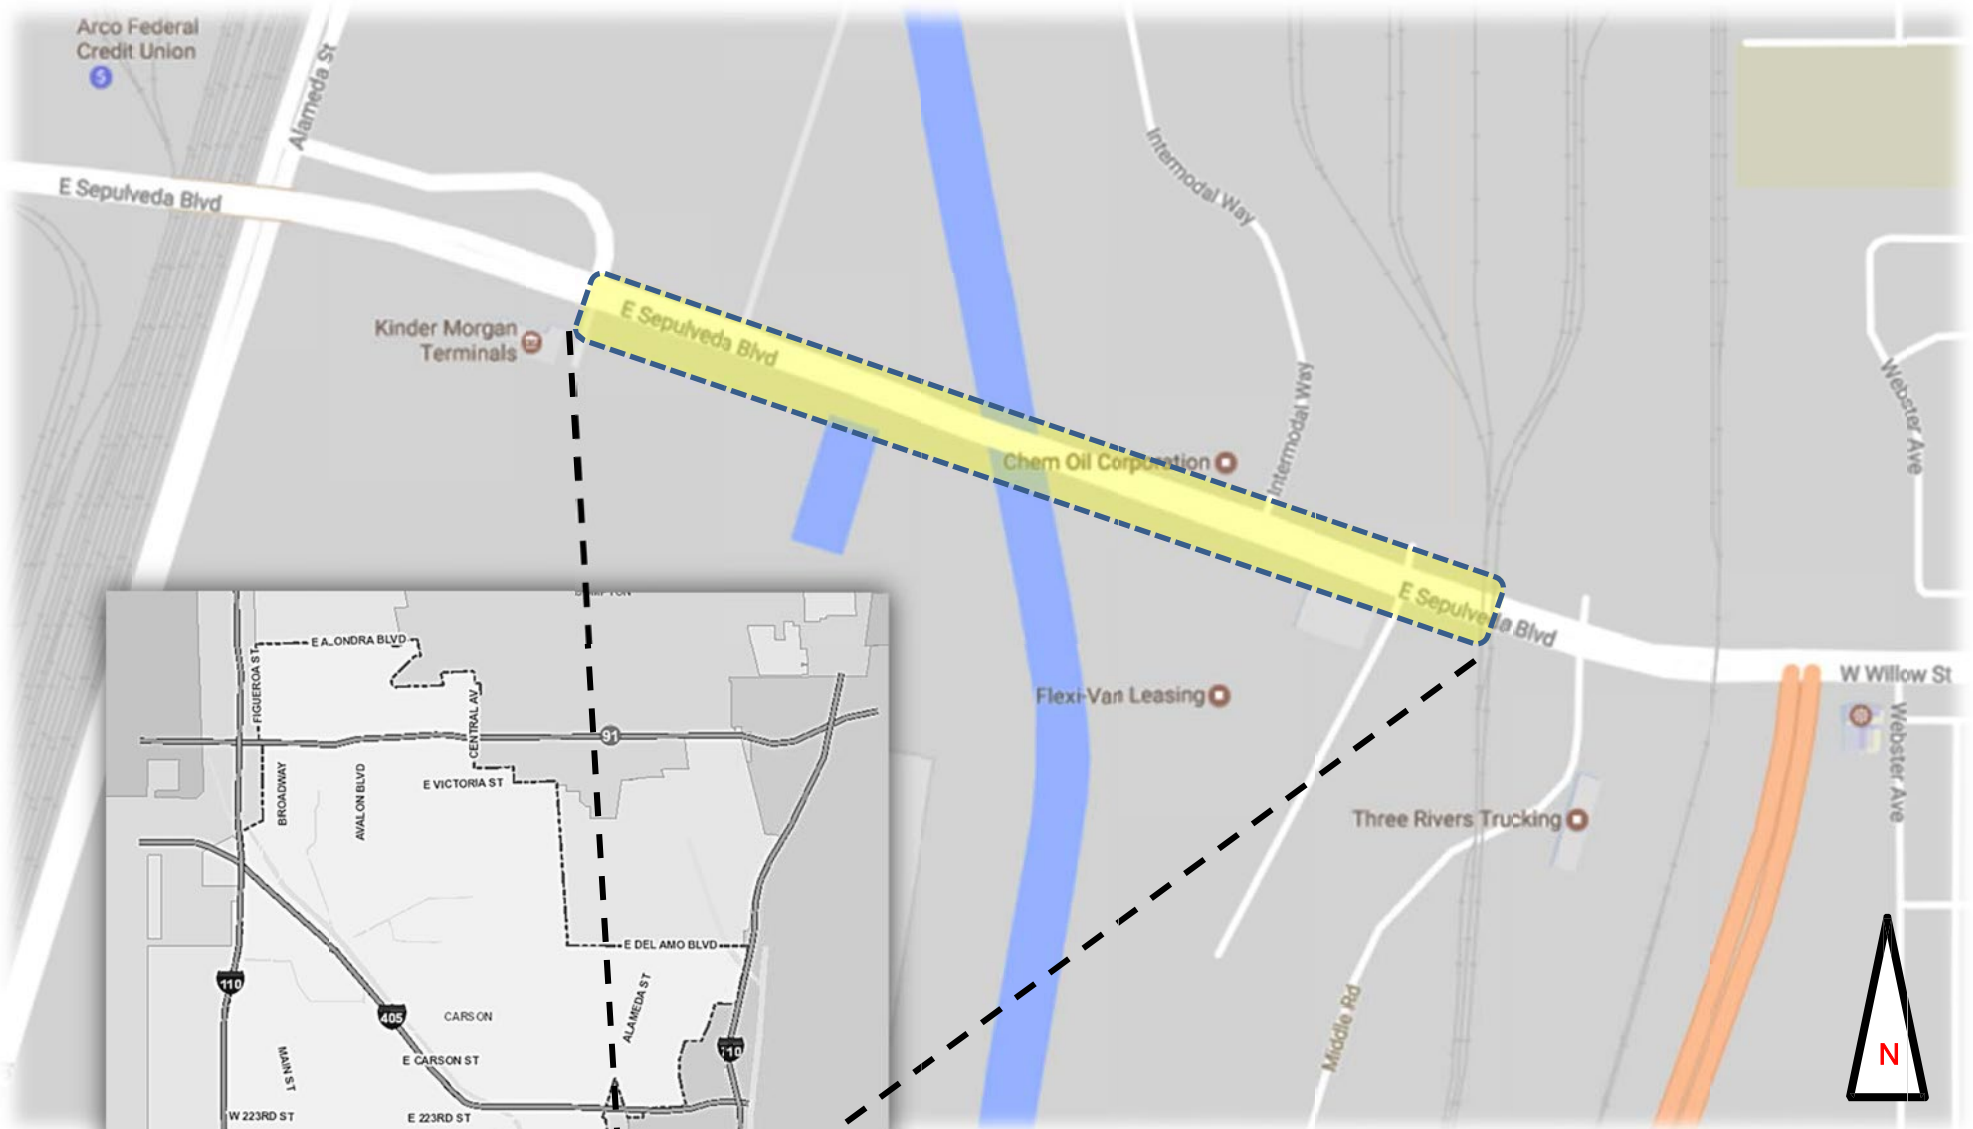 Arco Federal
Credit Union
$
Alameda St
E Sepulveda Blvd
Intermodal Way
Kinder Morgan
Terminals
E Sepulveda Blvd
Intermodal Way
Webster Ave
Chem Oil Corporation
E Sepulveda Blvd
W Willow St
Flexi-Van Leasing
Webster Ave
Three Rivers Trucking
Middle Rd
N
E A_ONDRA BLVD
FIGUEROA ST
CENTRAL AV
91
BROADWAY
AVALON BLVD
E VICTORIA ST
E DEL AMO BLVD
110
ALAMEDA ST
405
CARSON
MAIN ST
E CARSON ST
W 223RD ST
E 223RD ST